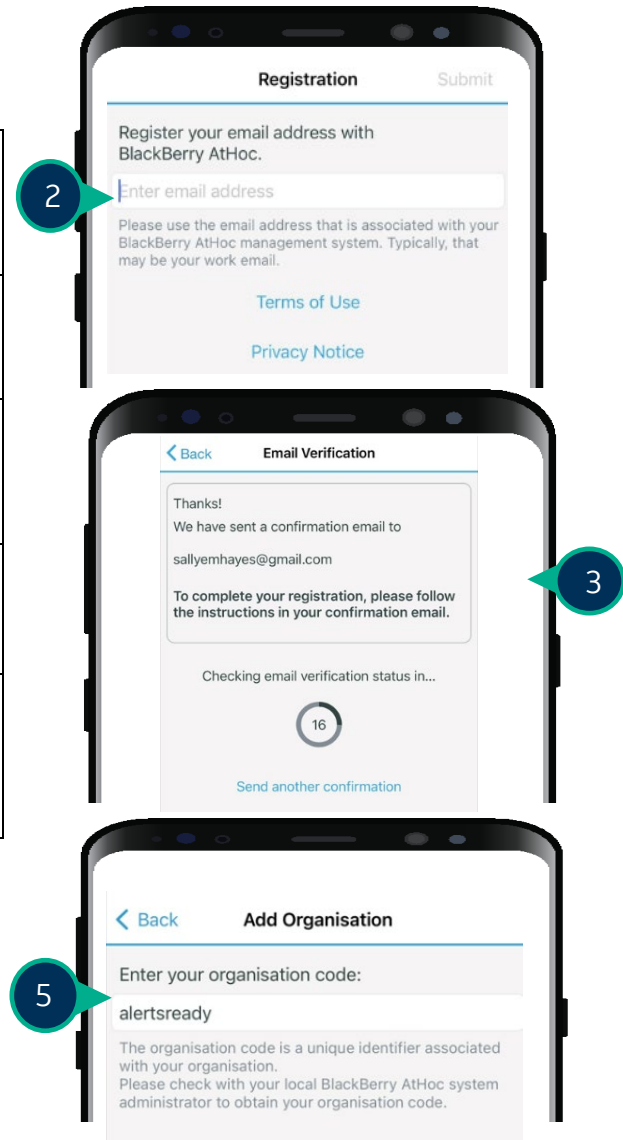 Registration Submit
Register your email address with
BlackBerry AtHoc.
2
Enter email address
Please use the email address that is associated with your
BlackBerry AtHoc management system. Typically, that
may be your work email.
Terms of Use
Privacy Notice
Back Email Verification
Thanks!
We have sent a confirmation email to
sallyemhayes@gmail.com
3
To complete your registration, please follow
the instructions in your confirmation email.
Checking email verification status in...
16
Send another confirmation
Back Add Organisation
Enter your organisation code:
5
alertsready
The organisation code is a unique identifier associated
with your organisation.
Please check with your local BlackBerry AtHoc system
administrator to obtain your organisation code.